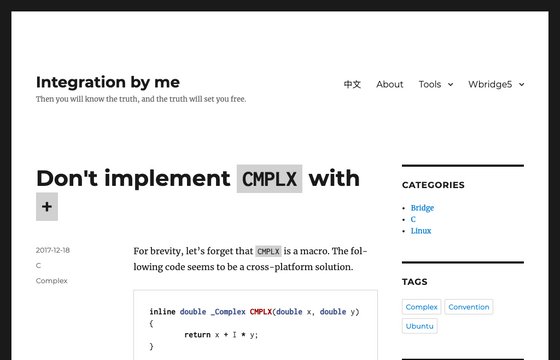 Integration by me
Then you will know the truth, and the truth will set you free.
中文 About Tools Wbridge5
Don't implement CMPLX with
+
2017-12-18
C
Complex
For brevity, let's forget that CMPLX is a macro. The fol-
lowing code seems to be a cross-platform solution.
inline double _Complex CMPLX(double x, double y)
{
return x + I * y;
}
CATEGORIES
Bridge
C
Linux
TAGS
Complex Convention
Ubuntu